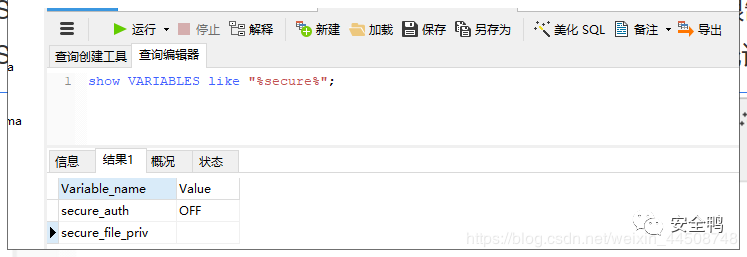 运行 停止 解释 新建 加载 保存 另存为 美化 SQL 备注 导出
查询创建工具 查询编辑器
a
1 show VARIABLES like "%secure%";
ma
信息 结果1 概况 状态
Variable_name Value
secure_auth OFF
secure_file_priv
安全鸭
https://blog.csdn.net/weixin_44508748